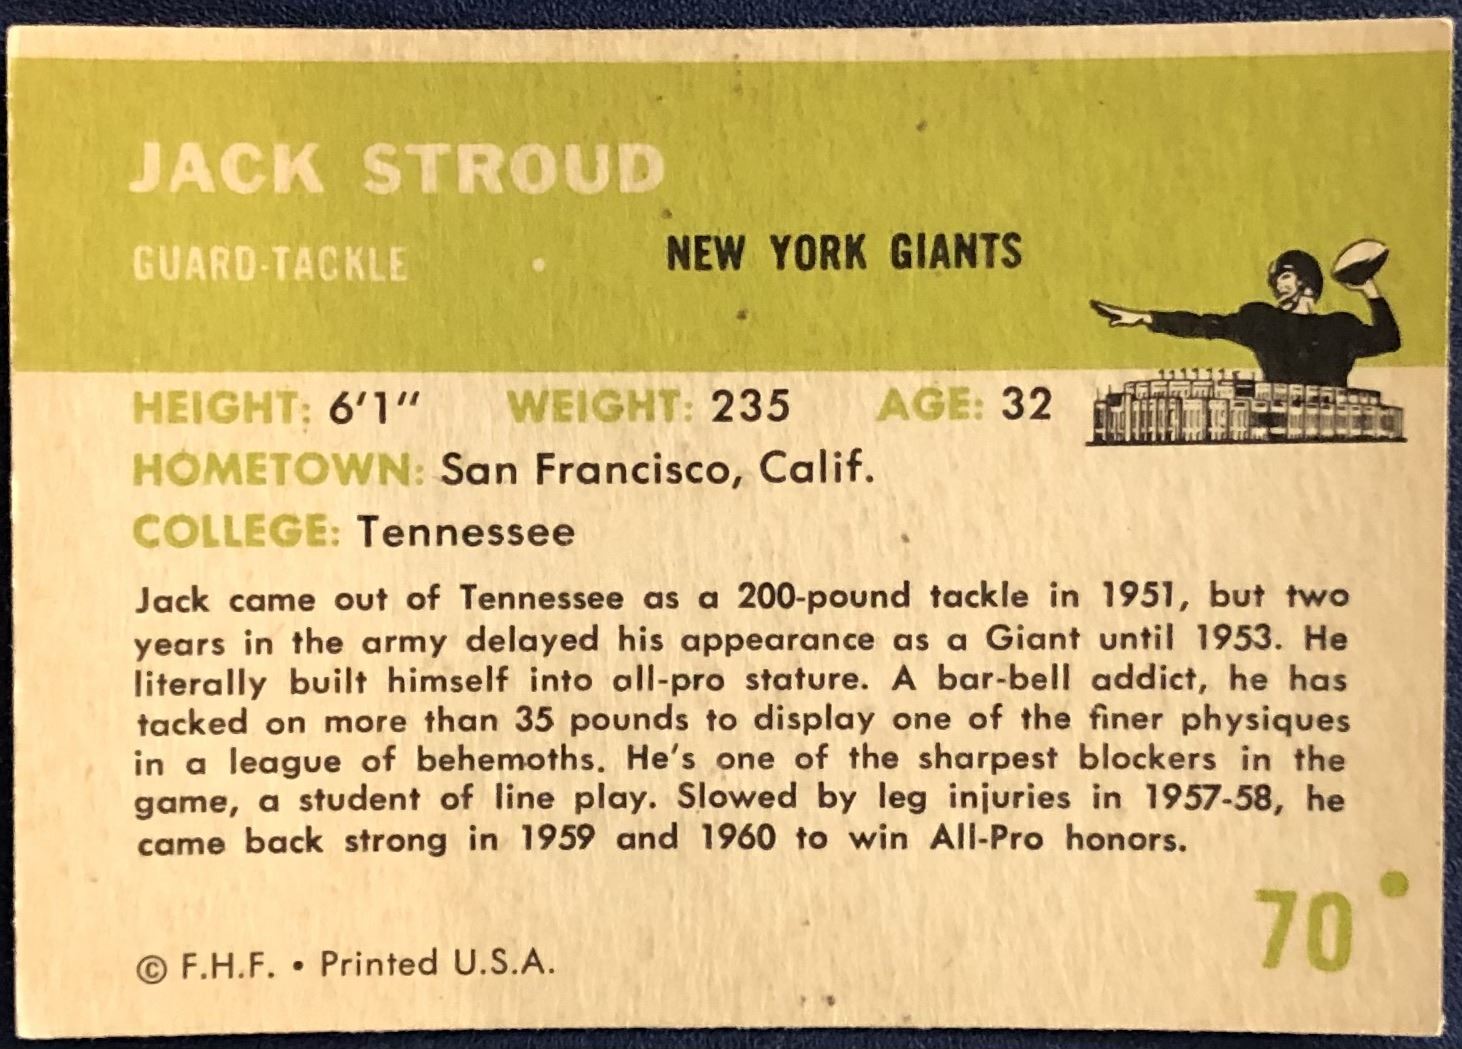 JACK STROUD
GUARD-TACKLE
NEW YORK GIANTS
HEIGHT: 6'1" WEIGHT: 235 AGE: 32
HOMETOWN: San Francisco, Calif.
COLLEGE: Tennessee
Jack came out of Tennessee as a 200-pound tackle in 1951, but two
years in the army delayed his appearance as a Giant until 1953. He
literally built himself into all-pro stature. A bar-bell addict, he has
tacked on more than 35 pounds to display one of the finer physiques
in a league of behemoths. He's one of the sharpest blockers in the
game, a student of line play. Slowed by leg injuries in 1957-58, he
came back strong in 1959 and 1960 to win All-Pro honors.
70
© F.H.F. • Printed U.S.A.